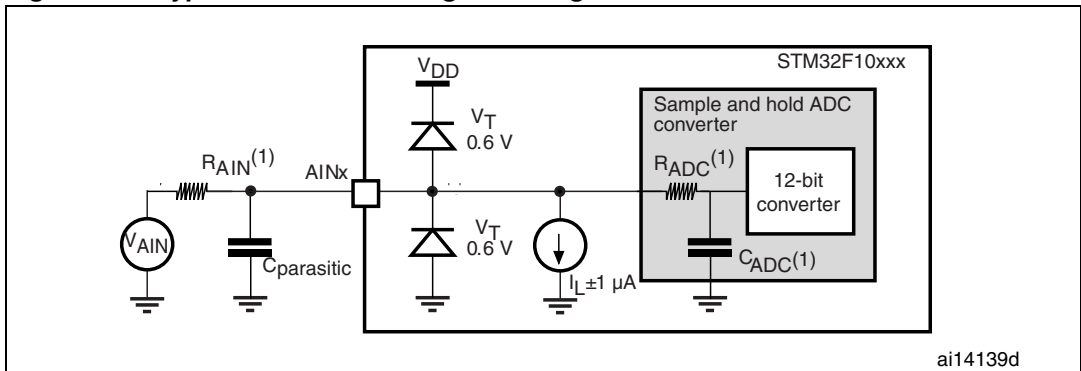 STM32F10xxx
VDD
Sample and hold ADC
converter
VT
0.6 V
RAIN(1)
AINx
RADC(1)
12-bit
converter
VAIN
Cparasitic
VT
0.6 V
IL±1 µA
CADC(1)
ai14139d